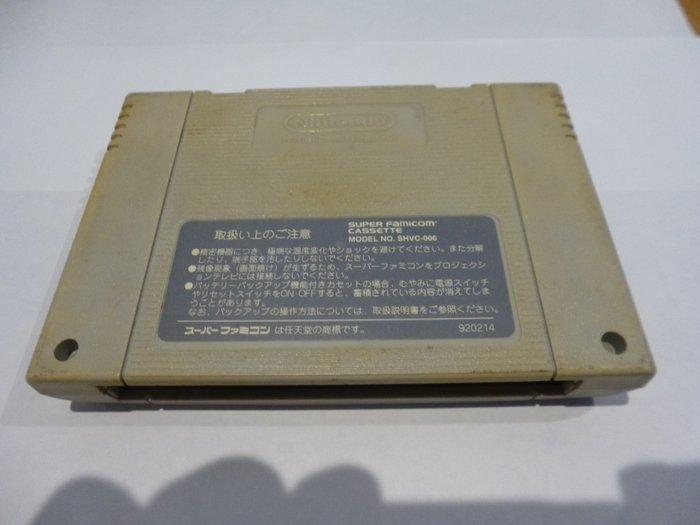 Nintendo
取扱い上のご注意
SUPER FAMICOM
CASSETTE
MODEL NO. SHVC-006
●精密機器につき、極端な温度変化やショックを避けてください。また分解
したり、端子部を汚したりしないでください。
●残像現象（画面焼け）が生ずるため、スーパーファミコンをプロジェクシ
ョンテレビには接続しないでください。
●バッテリーバックアップ機能付きカセットの場合、むやみに電源スイッチ
やリセットスイッチをON OFFすると、蓄積されている内容が消えてしま
うことがあります。
なお、バックアップの操作方法については、取扱説明書をご参照ください。
スーパーファミコンは任天堂の商標です。
920214